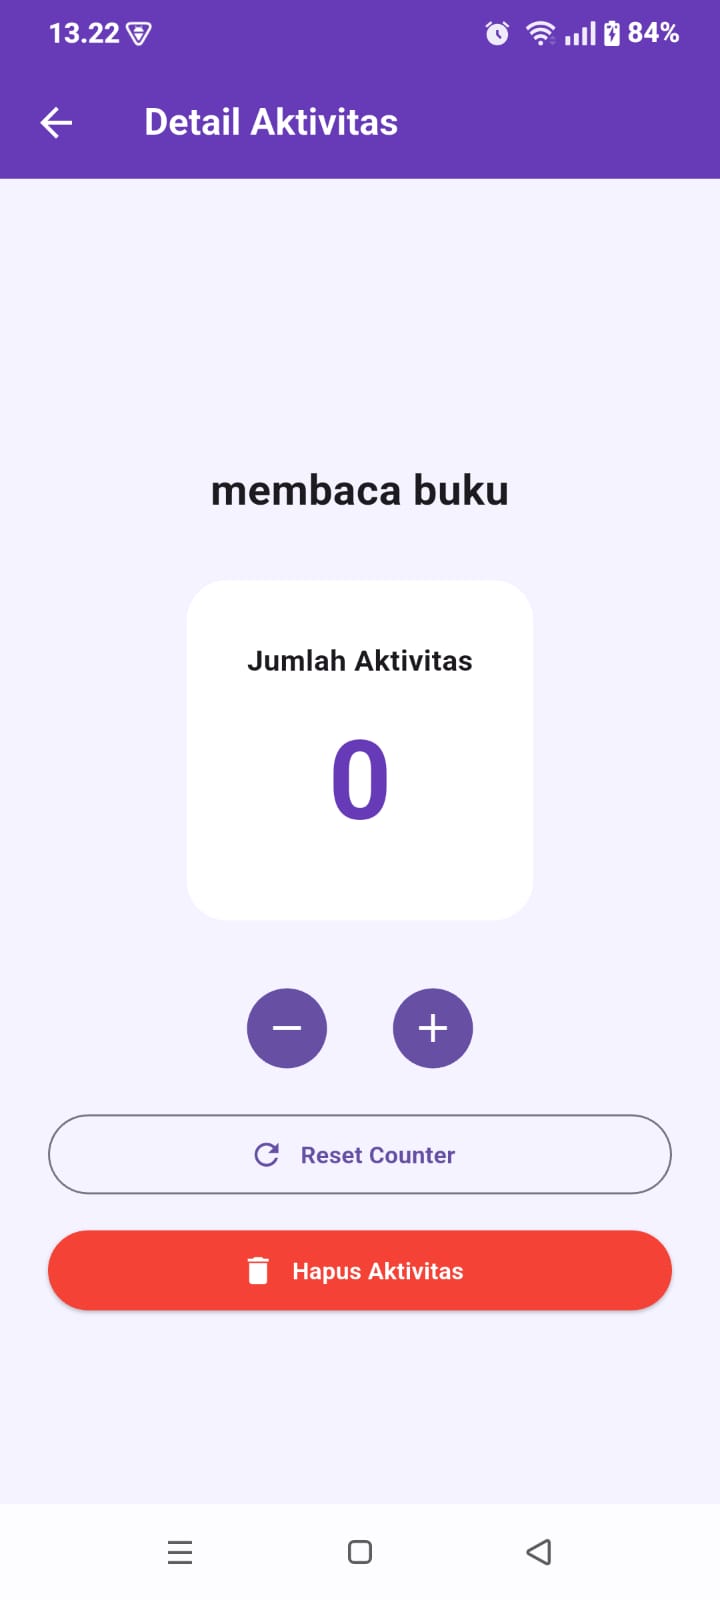 13.22 84%
Detail Aktivitas
membaca buku
Jumlah Aktivitas
0
Reset Counter
Hapus Aktivitas